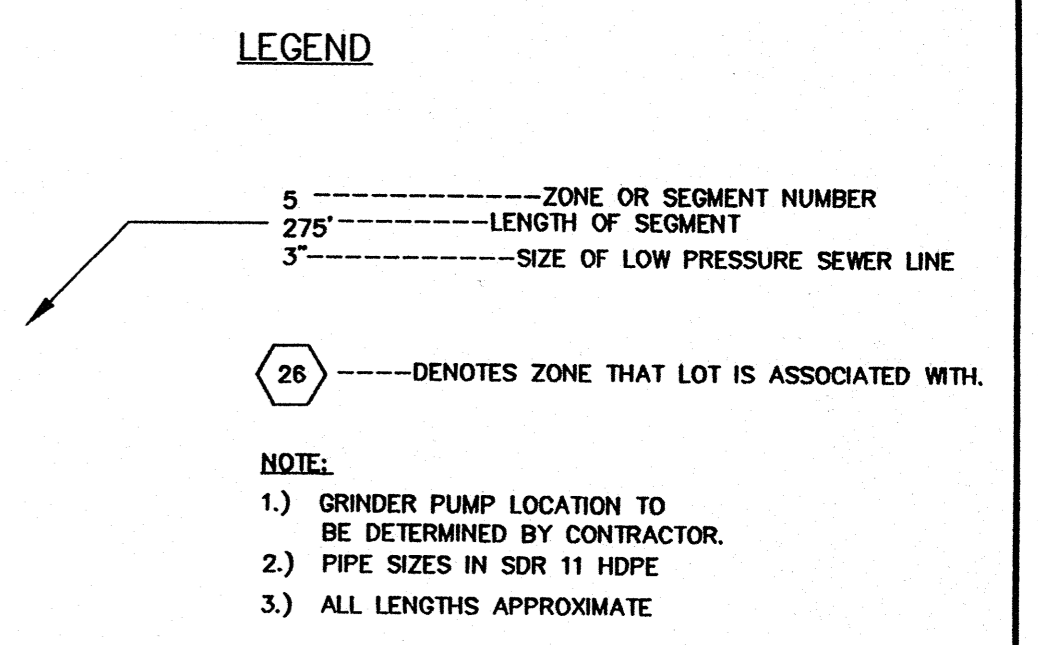 LEGEND
5 -------------ZONE OR SEGMENT NUMBER
275'---------LENGTH OF SEGMENT
3"------------SIZE OF LOW PRESSURE SEWER LINE
26 ----DENOTES ZONE THAT LOT IS ASSOCIATED WITH.
NOTE:
1.) GRINDER PUMP LOCATION TO
BE DETERMINED BY CONTRACTOR.
2.) PIPE SIZES IN SDR 11 HDPE
3.) ALL LENGTHS APPROXIMATE